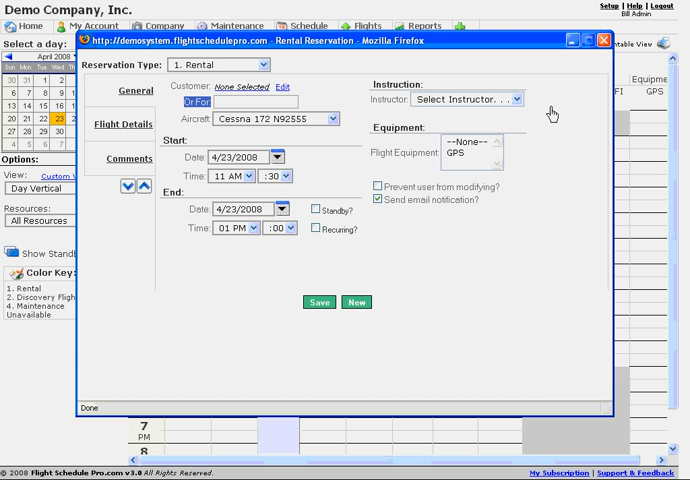 Demo Company, Inc.
Setup | Help | Logout
Bill Admin
Home
My Account
Company
Maintenance
Schedule
Flights
Reports
Select a day:
April 2008
Sun Mon Tue Wed
30 31 1 2
6 7 8 9
13 14 15 16
20 21 22 23
27 28 29 30
4 5 6 7
Options:
View:
Day Vertical
Resources:
All Resources
Show Standb
Color Key:
1. Rental
2. Discovery Fligh
4. Maintenance
Unavailable
http://demosystem.flightschedulepro.com - Rental Reservation - Mozilla Firefox
Reservation Type: 1. Rental
General
Flight Details
Comments
Customer: None Selected Edit
Or For
Aircraft: Cessna 172 N92555
Start:
Date: 4/23/2008
Time: 11 AM :30
End:
Date: 4/23/2008
Standby?
Time: 01 PM :00
Recurring?
Instruction:
Instructor: Select Instructor. . .
Equipment:
Flight Equipment:
--None--
GPS
Prevent user from modifying?
Send email notification?
Save
New
Done
ntable View
Equipme
FI
GPS
7
PM
8
© 2008 Flight Schedule Pro.com v3.0 All Rights Reserved.
My Subscription | Support & Feedback